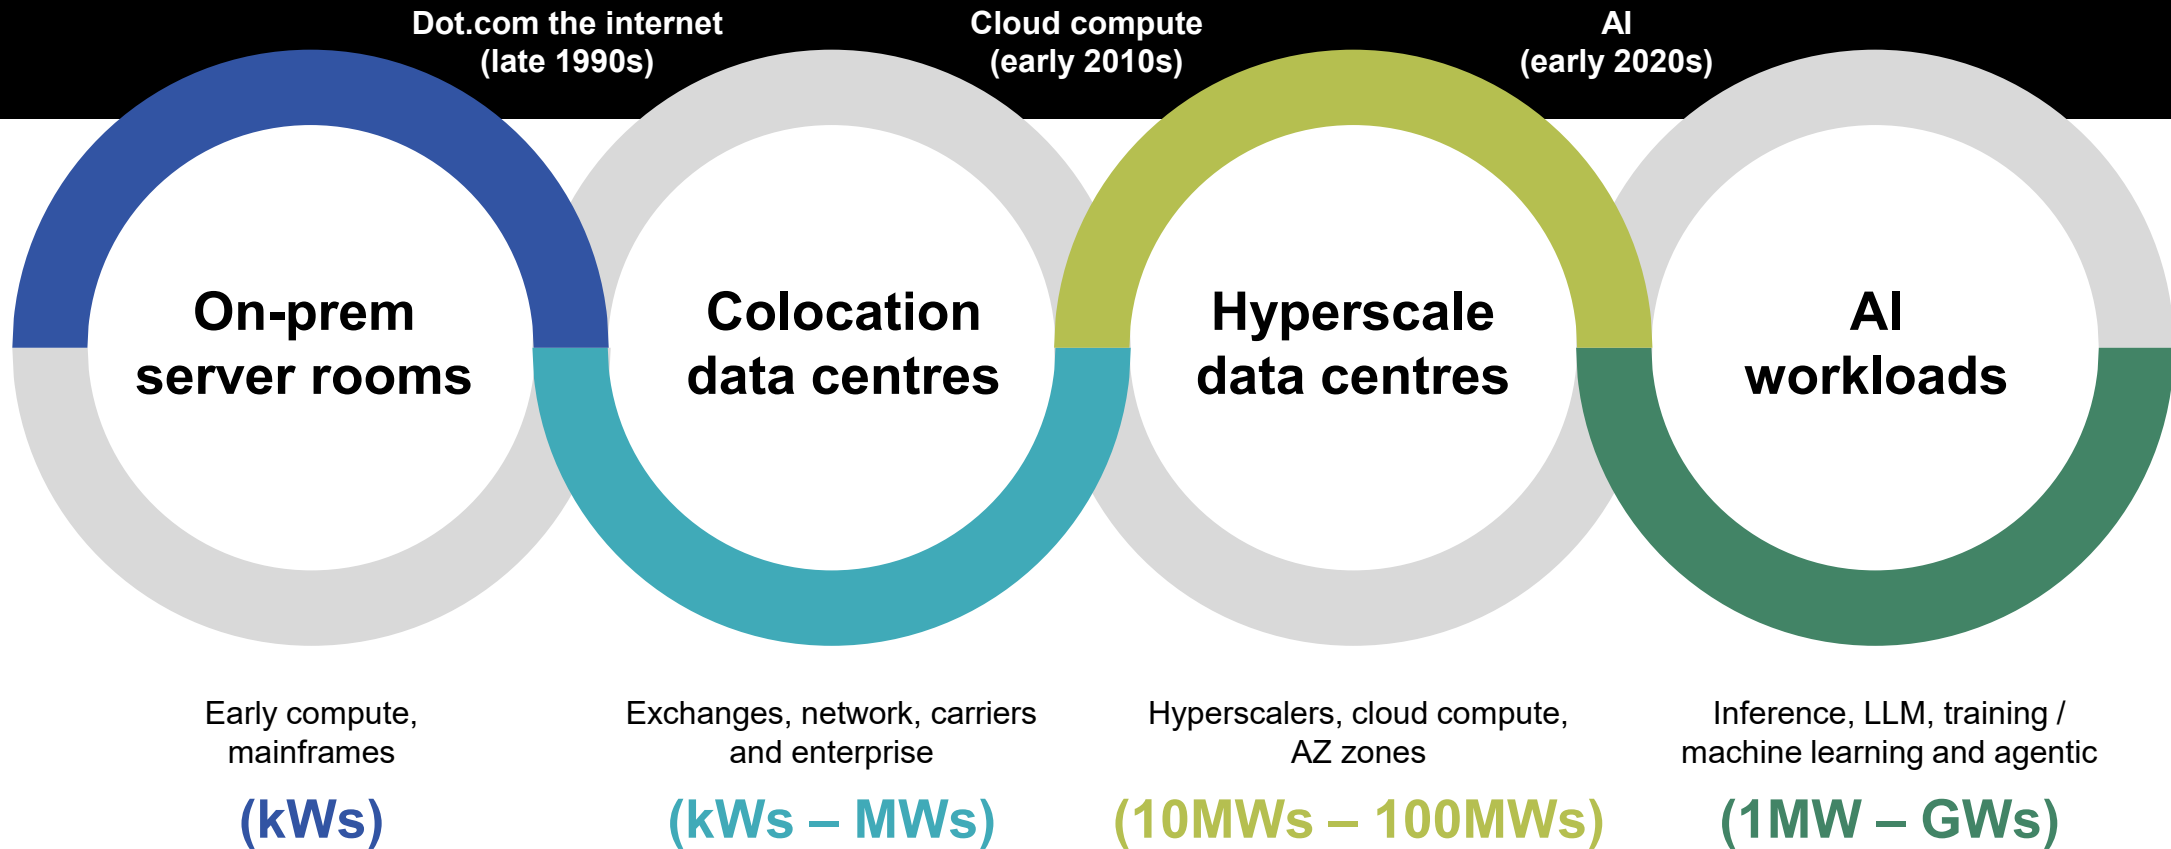 Dot.com the internet
(late 1990s)
Cloud compute
(early 2010s)
AI
(early 2020s)
On-prem
server rooms
Colocation
data centres
Hyperscale
data centres
AI
workloads
Early compute,
mainframes
(kWs)
Exchanges, network, carriers
and enterprise
(kWs – MWs)
Hyperscalers, cloud compute,
AZ zones
(10MWs – 100MWs)
Inference, LLM, training /
machine learning and agentic
(1MW – GWs)